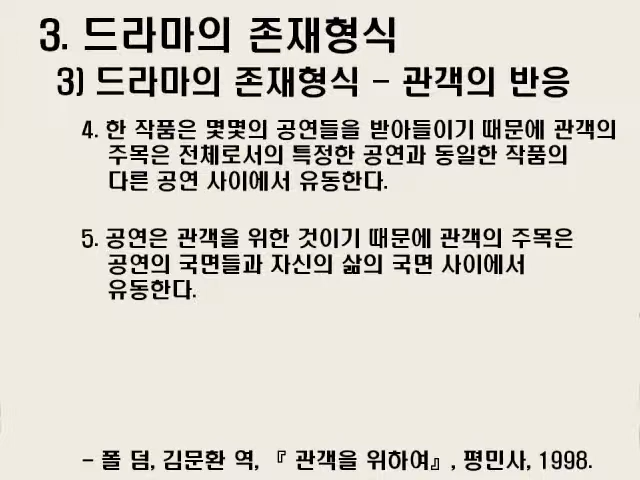 3. 드라마의 존재형식
3) 드라마의 존재형식 - 관객의 반응
4. 한 작품은 몇몇의 공연들을 받아들이기 때문에 관객의
주목은 전체로서의 특정한 공연과 동일한 작품의
다른 공연 사이에서 유동한다.
5. 공연은 관객을 위한 것이기 때문에 관객의 주목은
공연의 국면들과 자신의 삶의 국면 사이에서
유동한다.
- 폴 덤, 김문환 역, 『 관객을 위하여』, 평민사, 1998.